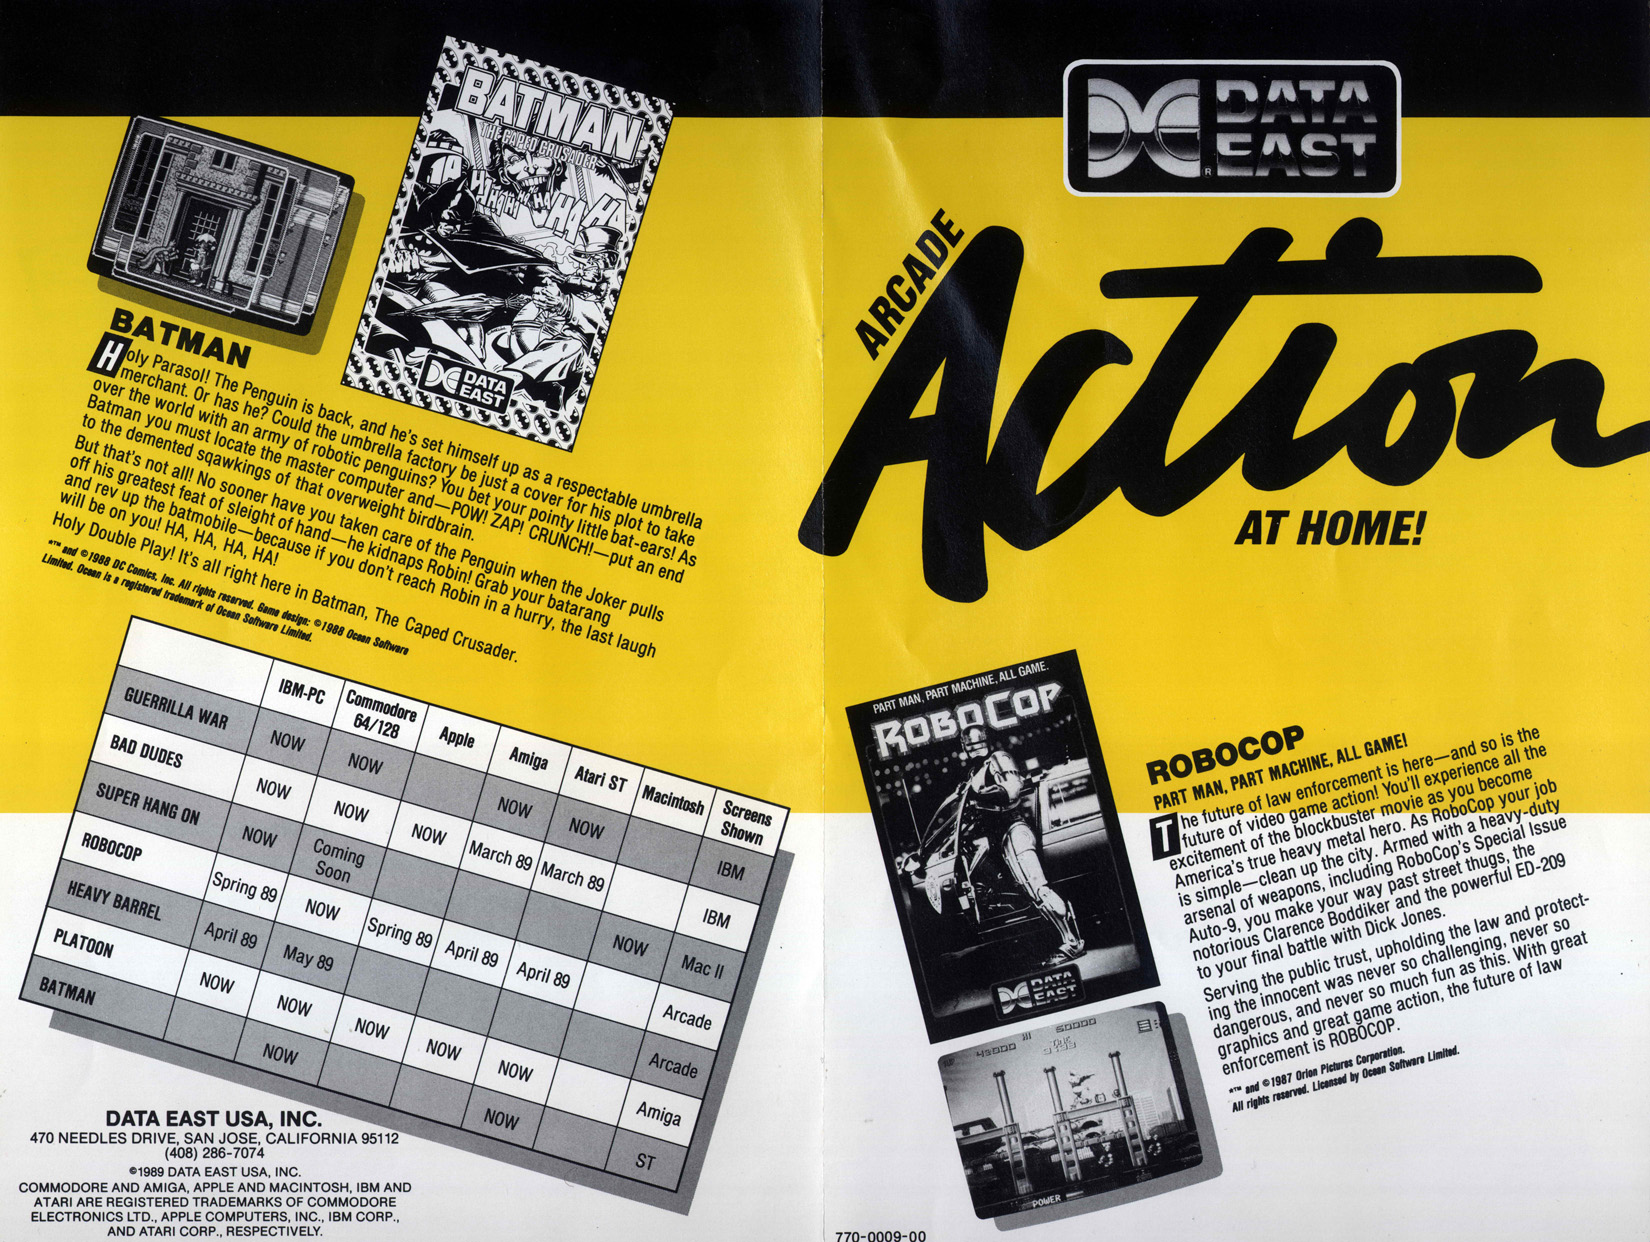 BATMAN
THE CAPED CRUSADER
HA HA HA HA HA
DATA
EAST
BATMAN
Holy Parasol! The Penguin is back, and he's set himself up as a respectable umbrella
merchant. Or has he? Could the umbrella factory be just a cover for his plot to take
over the world with an army of robotic penguins? You bet your pointy little bat-ears! As
Batman you must locate the master computer and—POW! ZAP! CRUNCH!—put an end
to the demented sqawkings of that overweight birdbrain.
But that's not all! No sooner have you taken care of the Penguin when the Joker pulls
off his greatest feat of sleight of hand—he kidnaps Robin! Grab your batarang
and rev up the batmobile—because if you don't reach Robin in a hurry, the last laugh
will be on you! HA, HA, HA, HA!
Holy Double Play! It's all right here in Batman, The Caped Crusader.
*™ and ©1988 DC Comics, Inc. All rights reserved. Game design: ©1988 Ocean Software
Limited. Ocean is a registered trademark of Ocean Software Limited.
IBM-PC Commodore 64/128 Apple Amiga Atari ST Macintosh Screens Shown
GUERRILLA WAR NOW NOW NOW NOW IBM
BAD DUDES NOW NOW NOW March 89 March 89 IBM
SUPER HANG ON NOW Coming Soon NOW Mac II
ROBOCOP Spring 89 NOW Spring 89 April 89 April 89 Arcade
HEAVY BARREL April 89 May 89 Arcade
PLATOON NOW NOW NOW NOW NOW Amiga
BATMAN NOW NOW ST
DATA EAST USA, INC.
470 NEEDLES DRIVE, SAN JOSE, CALIFORNIA 95112
(408) 286-7074
©1989 DATA EAST USA, INC.
COMMODORE AND AMIGA, APPLE AND MACINTOSH, IBM AND
ATARI ARE REGISTERED TRADEMARKS OF COMMODORE
ELECTRONICS LTD., APPLE COMPUTERS, INC., IBM CORP.,
AND ATARI CORP., RESPECTIVELY.
DATA
EAST
®
ARCADE
Action
AT HOME!
PART MAN, PART MACHINE, ALL GAME.
ROBOCOP
DATA
EAST
POWER
ROBOCOP
PART MAN, PART MACHINE, ALL GAME!
The future of law enforcement is here—and so is the
future of video game action! You'll experience all the
excitement of the blockbuster movie as you become
America's true heavy metal hero. As RoboCop your job
is simple—clean up the city. Armed with a heavy-duty
arsenal of weapons, including RoboCop's Special Issue
Auto-9, you make your way past street thugs, the
notorious Clarence Boddiker and the powerful ED-209
to your final battle with Dick Jones.
Serving the public trust, upholding the law and protect-
ing the innocent was never so challenging, never so
dangerous, and never so much fun as this. With great
graphics and great game action, the future of law
enforcement is ROBOCOP.
*™ and ©1987 Orion Pictures Corporation.
All rights reserved. Licensed by Ocean Software Limited.
770-0009-00